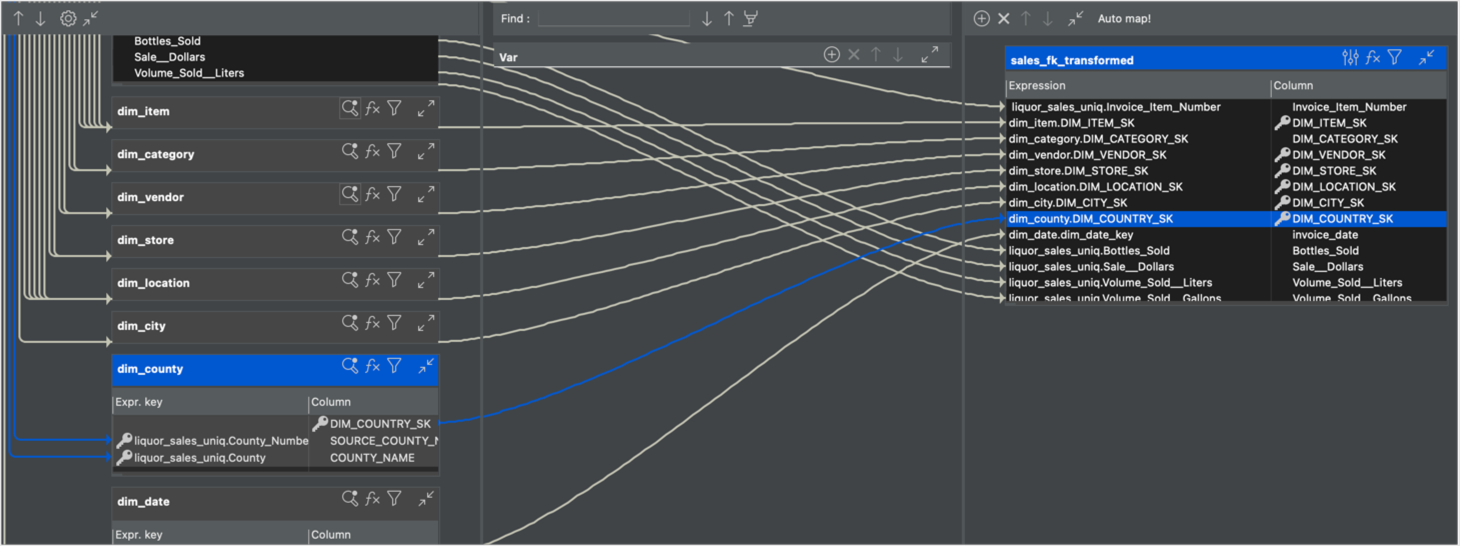 Find :
Auto map!
Bottles_Sold
Sale__Dollars
Volume_Sold__Liters
dim_item
dim_category
dim_vendor
dim_store
dim_location
dim_city
dim_county
Expr. key Column
DIM_COUNTRY_SK
liquor_sales_uniq.County_Numbe SOURCE_COUNTY_N
liquor_sales_uniq.County COUNTY_NAME
dim_date
Expr. key Column
Var
sales_fk_transformed
Expression Column
liquor_sales_uniq.Invoice_Item_Number Invoice_Item_Number
dim_item.DIM_ITEM_SK DIM_ITEM_SK
dim_category.DIM_CATEGORY_SK DIM_CATEGORY_SK
dim_vendor.DIM_VENDOR_SK DIM_VENDOR_SK
dim_store.DIM_STORE_SK DIM_STORE_SK
dim_location.DIM_LOCATION_SK DIM_LOCATION_SK
dim_city.DIM_CITY_SK DIM_CITY_SK
dim_county.DIM_COUNTRY_SK DIM_COUNTRY_SK
dim_date.dim_date_key invoice_date
liquor_sales_uniq.Bottles_Sold Bottles_Sold
liquor_sales_uniq.Sale__Dollars Sale__Dollars
liquor_sales_uniq.Volume_Sold__Liters Volume_Sold__Liters
liquor_sales_uniq.Volume_Sold__Gallons Volume_Sold__Gallons